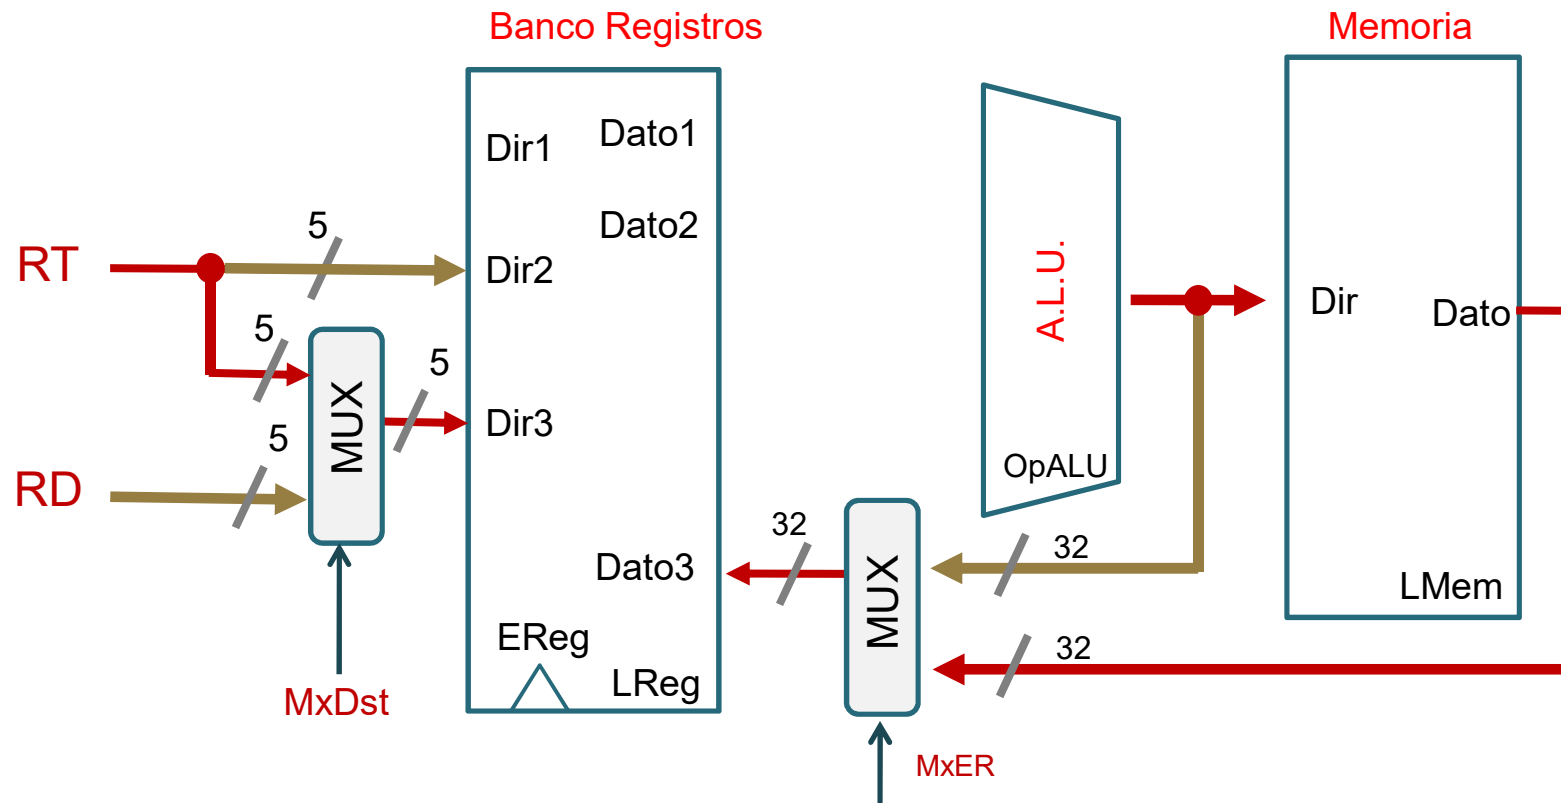 Banco Registros
Memoria
Dir1
Dato1
5
Dato2
RT
Dir2
A.L.U.
Dir
Dato
5
5
MUX
Dir3
5
RD
OpALU
32
MUX
32
Dato3
LMem
EReg
32
LReg
MxDst
MxER